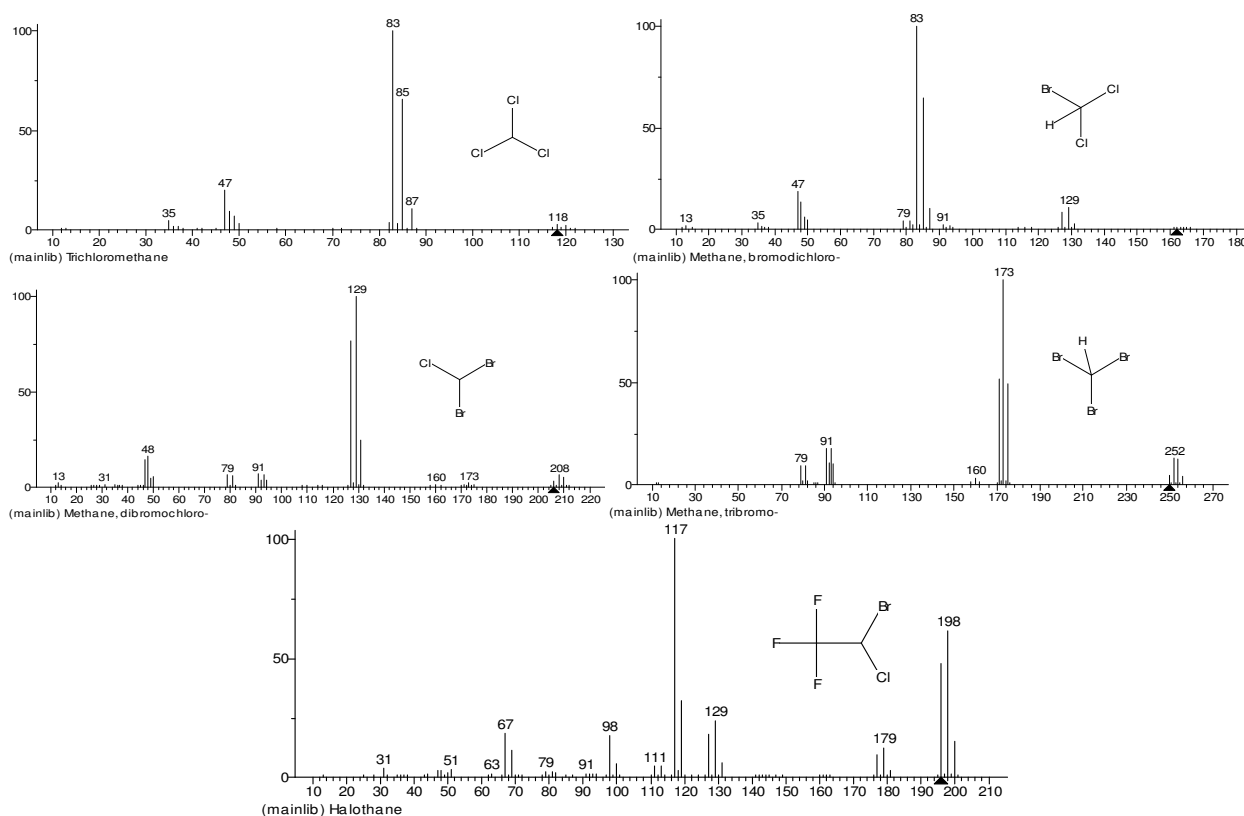 100
50
0
83
85
47
87
35
118
Cl
Cl
Cl
10 20 30 40 50 60 70 80 90 100 110 120 130
(mainlib) Trichloromethane
100
50
0
83
47
129
13
35
79
91
Br
Cl
H
Cl
10 20 30 40 50 60 70 80 90 100 110 120 130 140 150 160 170 180
(mainlib) Methane, bromodichloro-
100
50
0
129
48
13
31
79
91
160
173
208
Cl
Br
Br
10 20 30 40 50 60 70 80 90 100 110 120 130 140 150 160 170 180 190 200 210 220
(mainlib) Methane, dibromochloro-
100
50
0
173
91
79
160
252
H
Br
Br
Br
10 30 50 70 90 110 130 150 170 190 210 230 250 270
(mainlib) Methane, tribromo-
100
50
0
117
198
67
98
129
179
31
51
63
79
91
111
F
Br
F
F
Cl
10 20 30 40 50 60 70 80 90 100 110 120 130 140 150 160 170 180 190 200 210
(mainlib) Halothane